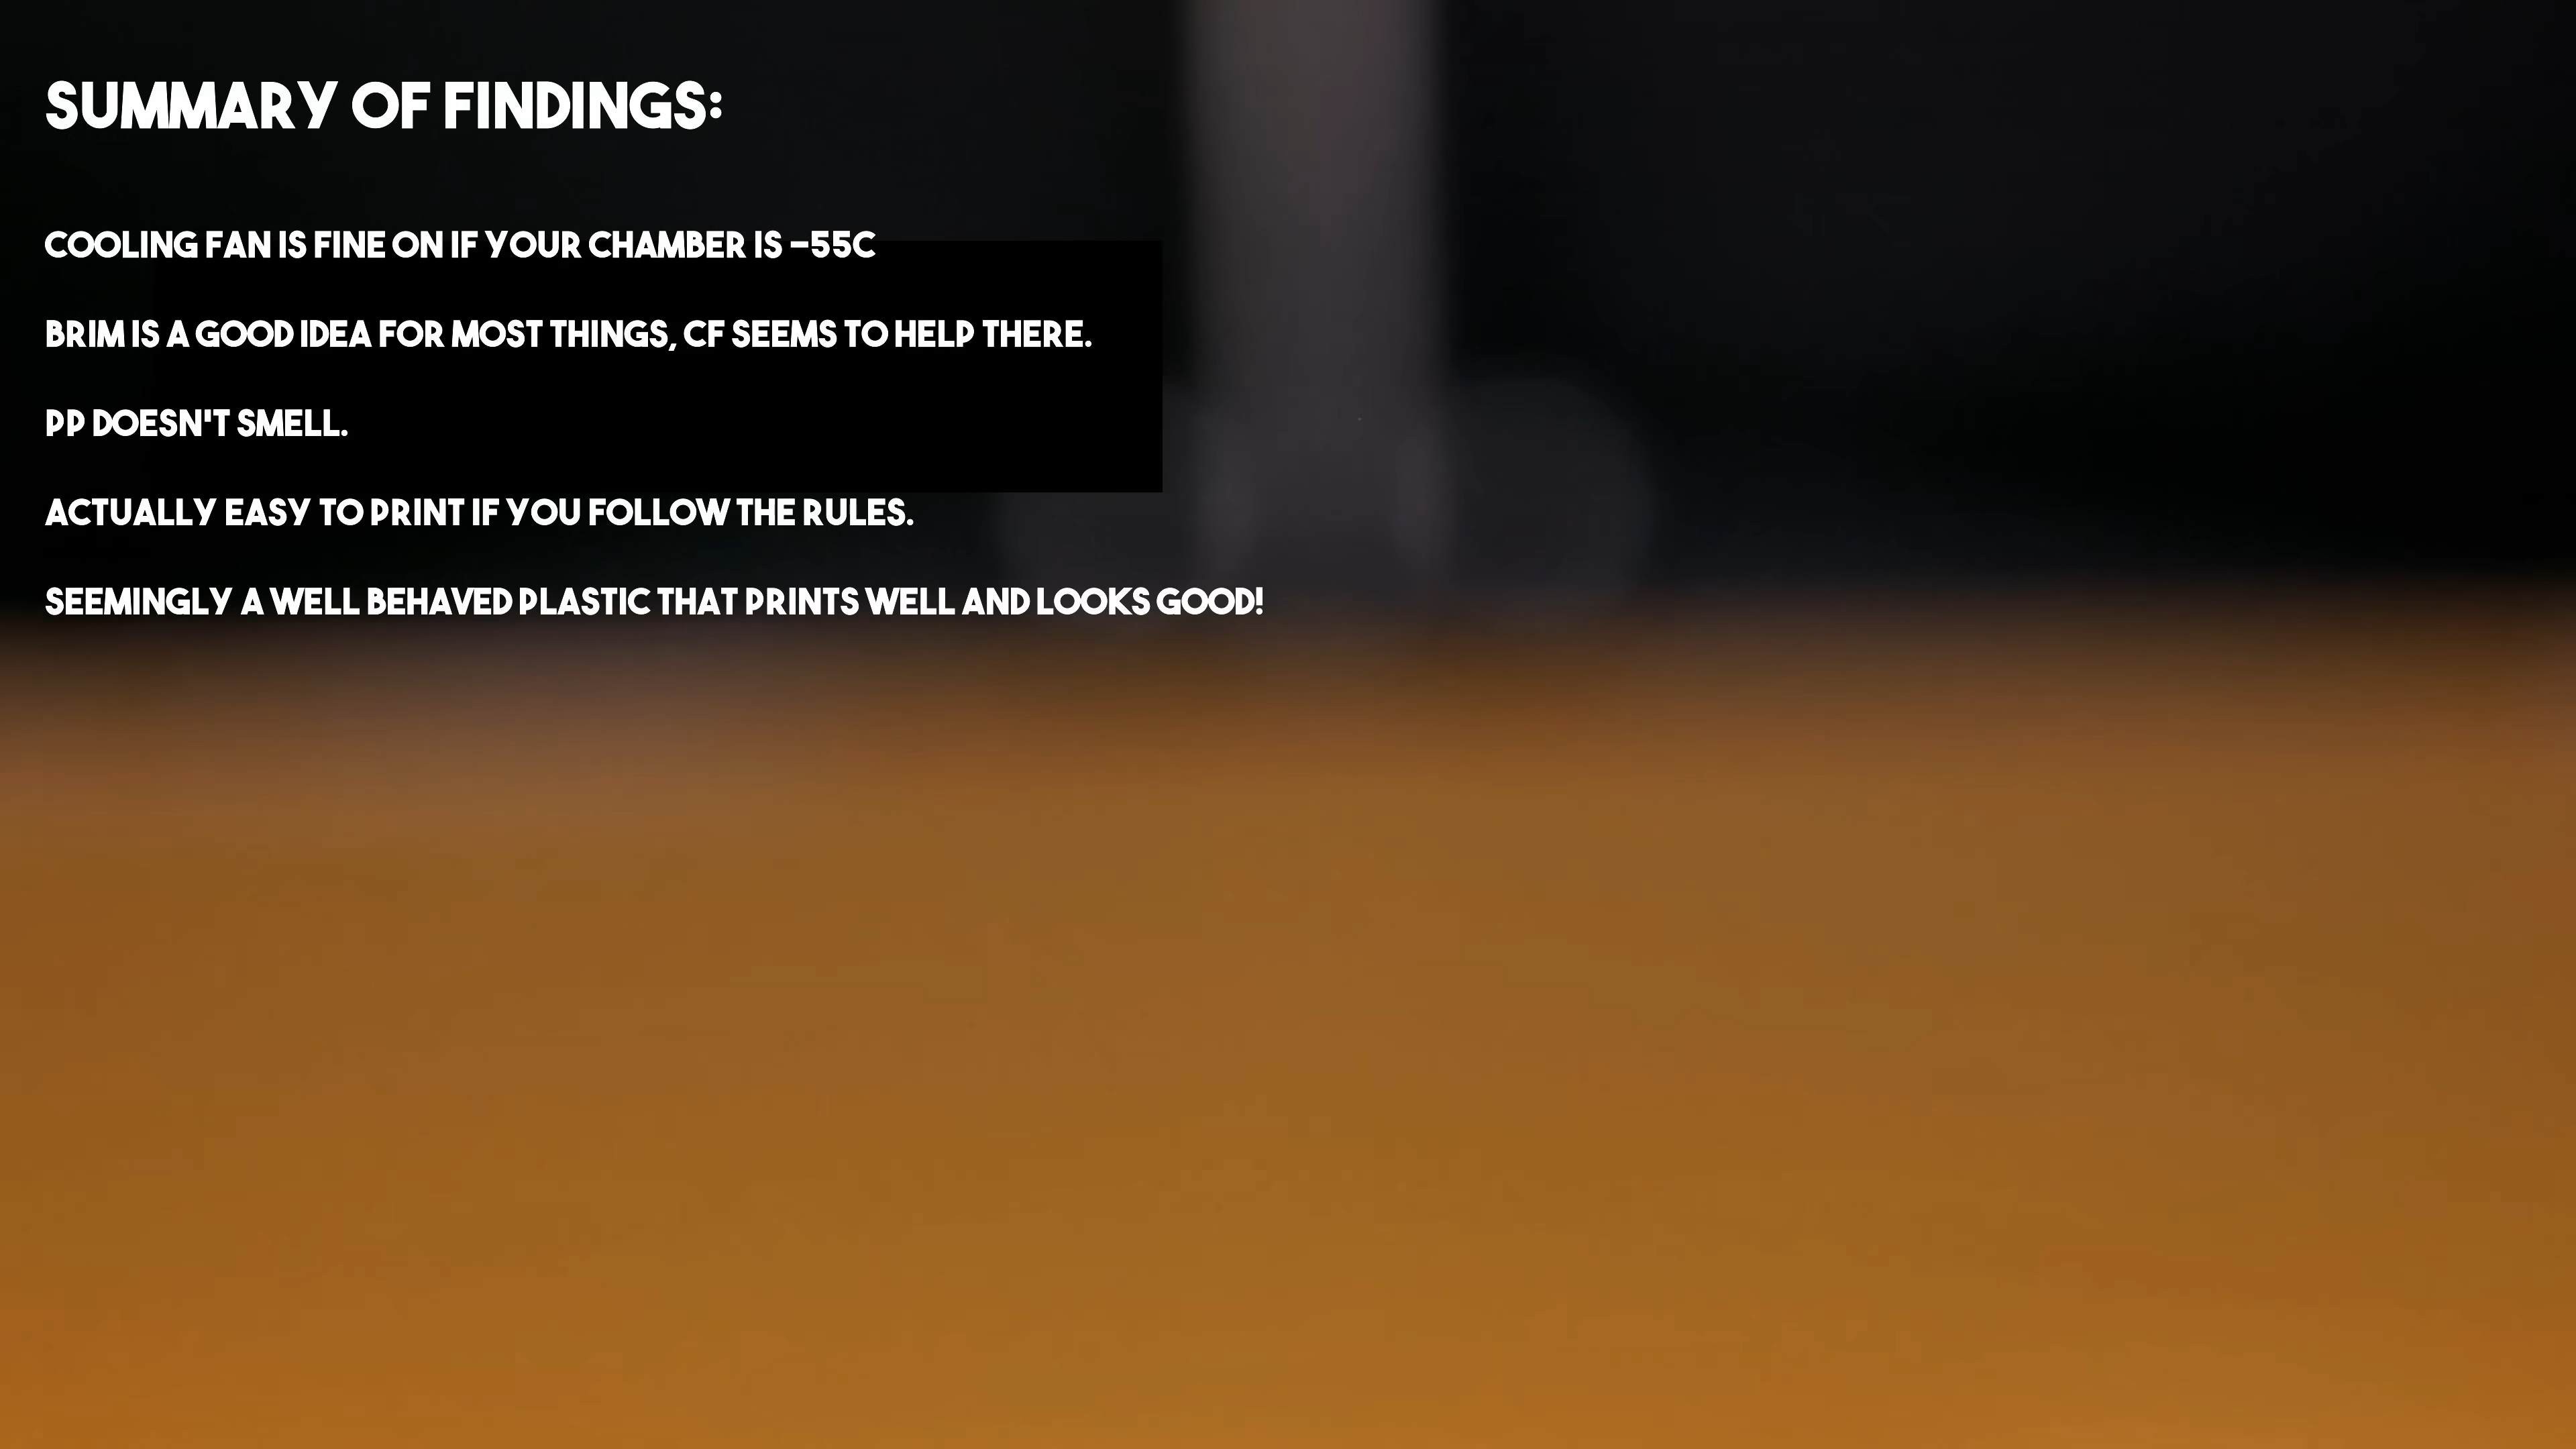 SUMMARY OF FINDINGS:
COOLING FAN IS FINE ON IF YOUR CHAMBER IS -55C
BRIM IS A GOOD IDEA FOR MOST THINGS, CF SEEMS TO HELP THERE.
PP DOESN'T SMELL.
ACTUALLY EASY TO PRINT IF YOU FOLLOW THE RULES.
SEEMINGLY A WELL BEHAVED PLASTIC THAT PRINTS WELL AND LOOKS GOOD!